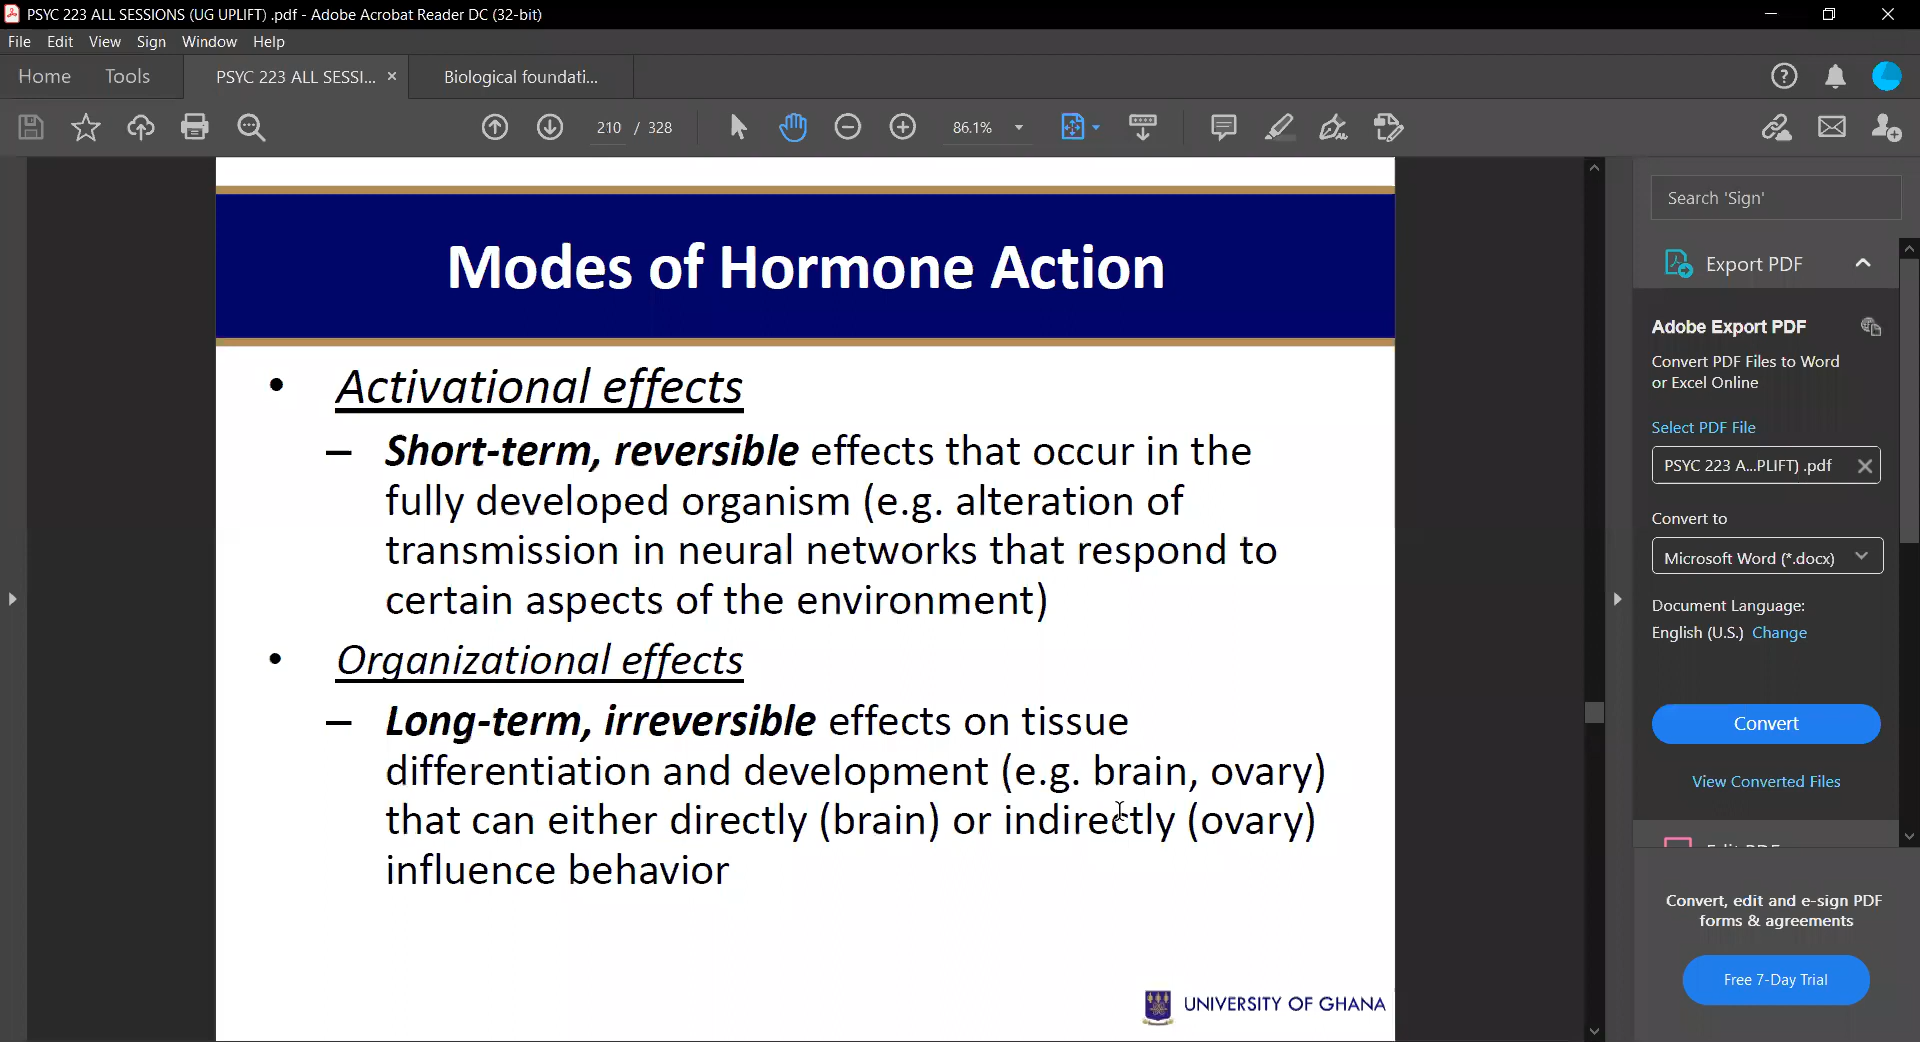 PSYC 223 ALL SESSIONS (UG UPLIFT) .pdf - Adobe Acrobat Reader DC (32-bit)
File Edit View Sign Window Help
Home Tools PSYC 223 ALL SESSI... × Biological foundati...
210 / 328 86.1%
Modes of Hormone Action
• Activational effects
– Short-term, reversible effects that occur in the
fully developed organism (e.g. alteration of
transmission in neural networks that respond to
certain aspects of the environment)
• Organizational effects
– Long-term, irreversible effects on tissue
differentiation and development (e.g. brain, ovary)
that can either directly (brain) or indirectly (ovary)
influence behavior
UNIVERSITY OF GHANA
Search 'Sign'
Export PDF
Adobe Export PDF
Convert PDF Files to Word
or Excel Online
Select PDF File
PSYC 223 A...PLIFT) .pdf
Convert to
Microsoft Word (*.docx)
Document Language:
English (U.S.) Change
Convert
View Converted Files
Convert, edit and e-sign PDF
forms & agreements
Free 7-Day Trial